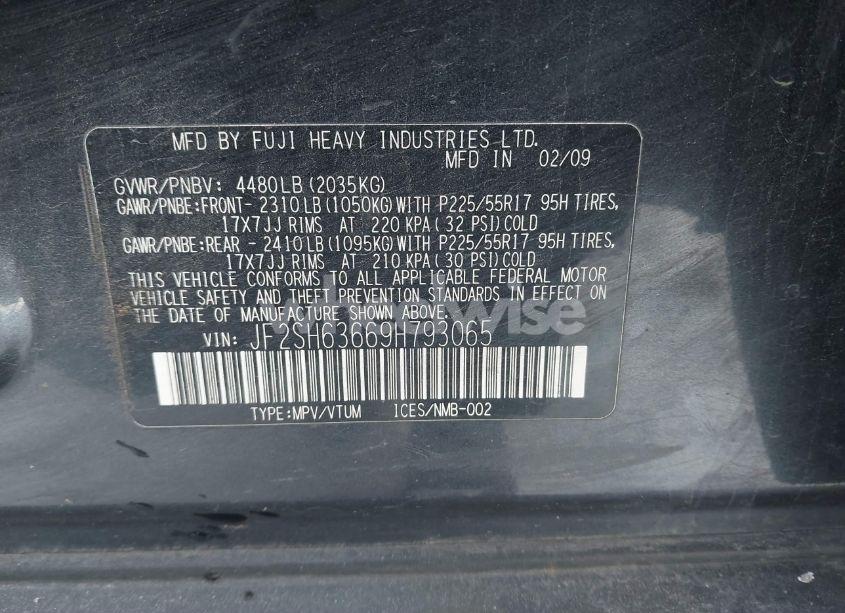 MFD BY FUJI HEAVY INDUSTRIES LTD.
MFD IN 02/09
GVWR/PNBV: 4480LB(2035KG)
GAWR/PNBE:FRONT- 2310LB(1050KG)WITH P225/55R17 95H TIRES,
17X7JJ RIMS AT 220 KPA(32 PSI)COLD
GAWR/PNBE:REAR - 2410LB(1095KG)WITH P225/55R17 95H TIRES,
17X7JJ RIMS AT 210 KPA(30 PSI)COLD
THIS VEHICLE CONFORMS TO ALL APPLICABLE FEDERAL MOTOR
VEHICLE SAFETY AND THEFT PREVENTION STANDARDS IN EFFECT ON
THE DATE OF MANUFACTURE SHOWN ABOVE.
VIN: JF2SH63669H793065
TYPE:MPV/VTUM ICES/NMB-002